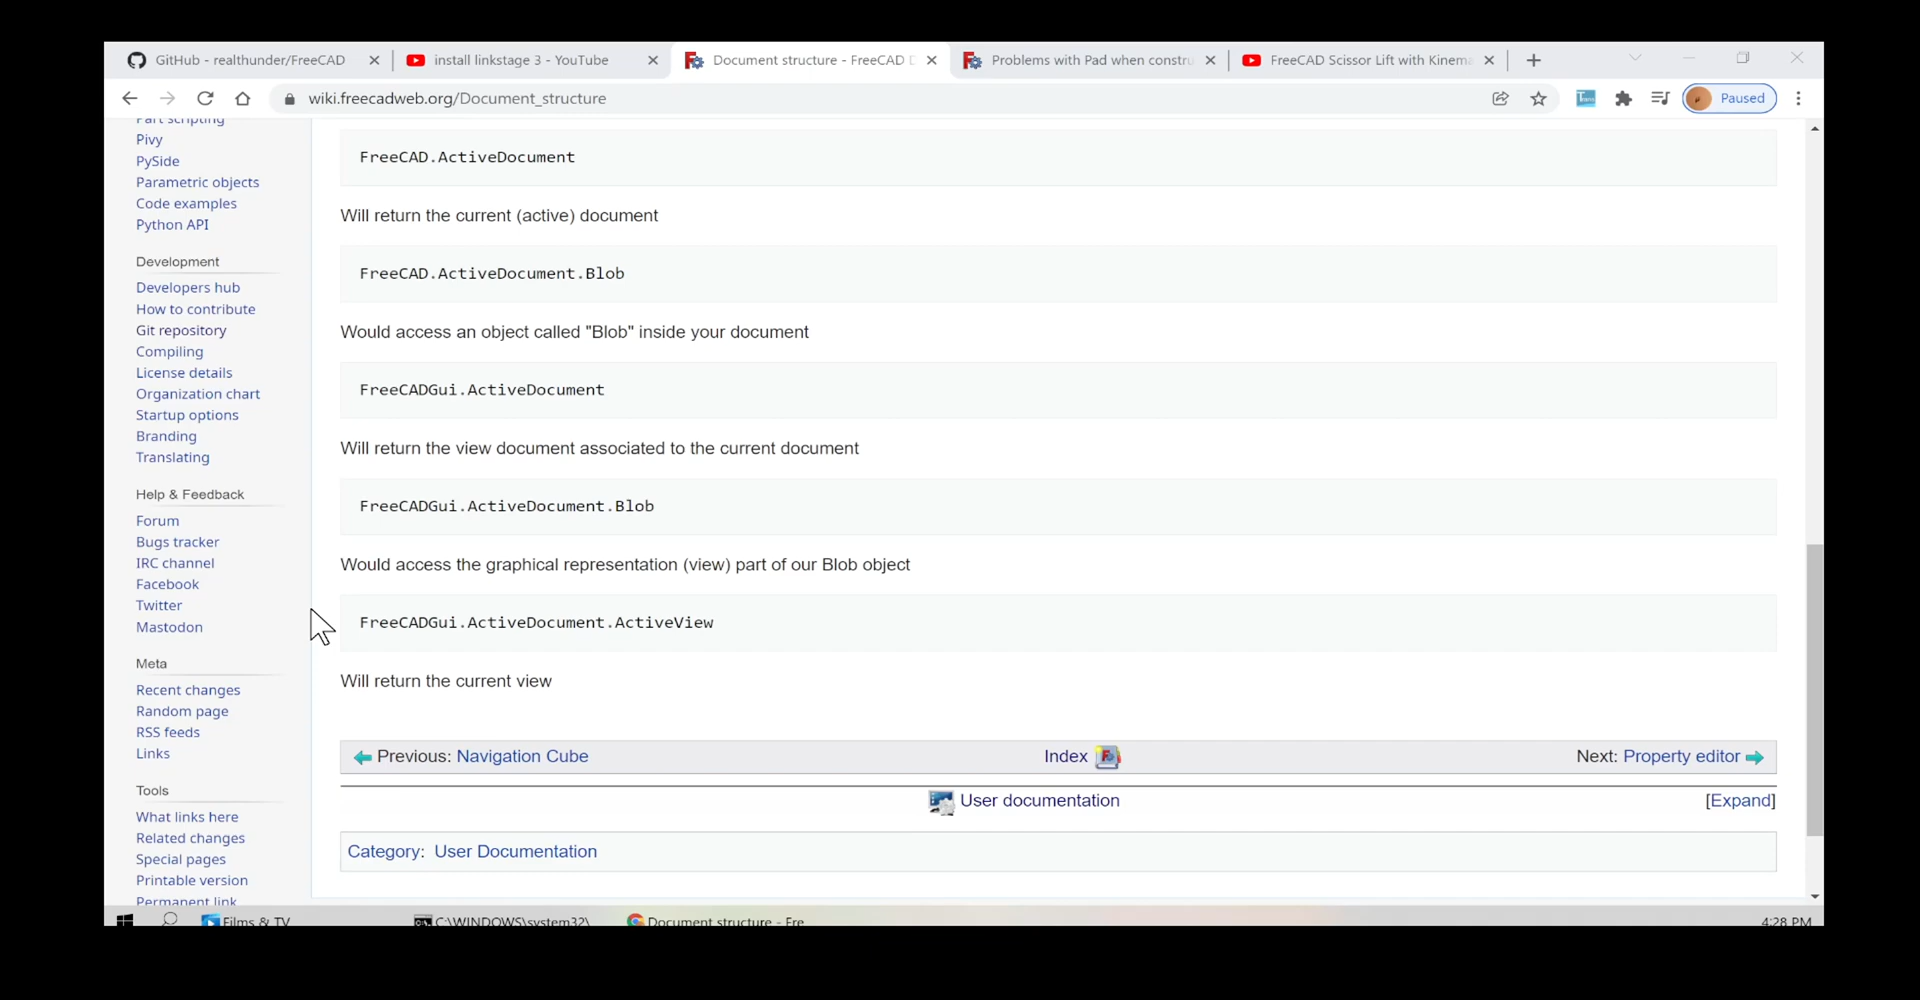 GitHub - realthunder/FreeCAD
install linkstage 3 - YouTube
Document structure - FreeCAD D
Problems with Pad when constru
FreeCAD Scissor Lift with Kinema
wiki.freecadweb.org/Document_structure
Paused
Part scripting
Pivy
PySide
Parametric objects
Code examples
Python API
Development
Developers hub
How to contribute
Git repository
Compiling
License details
Organization chart
Startup options
Branding
Translating
Help & Feedback
Forum
Bugs tracker
IRC channel
Facebook
Twitter
Mastodon
Meta
Recent changes
Random page
RSS feeds
Links
Tools
What links here
Related changes
Special pages
Printable version
Permanent link
FreeCAD.ActiveDocument
Will return the current (active) document
FreeCAD.ActiveDocument.Blob
Would access an object called "Blob" inside your document
FreeCADGui.ActiveDocument
Will return the view document associated to the current document
FreeCADGui.ActiveDocument.Blob
Would access the graphical representation (view) part of our Blob object
FreeCADGui.ActiveDocument.ActiveView
Will return the current view
Previous: Navigation Cube
Index
Next: Property editor
User documentation
[Expand]
Category: User Documentation
Films & TV
C:\WINDOWS\system32\
Document structure - Fre
4:28 PM